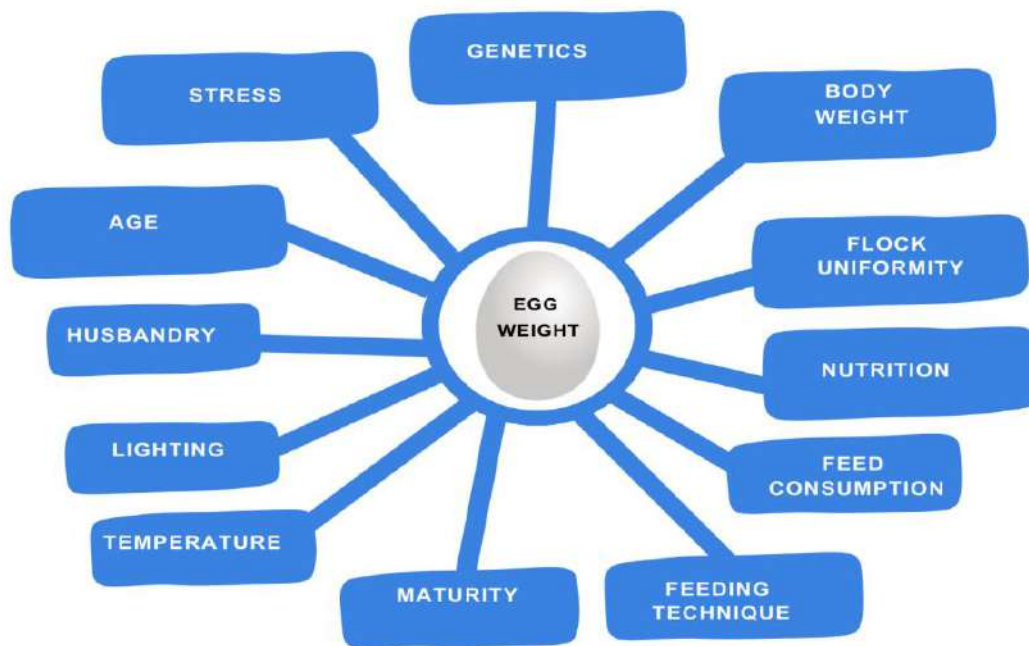 GENETICS
STRESS
BODY
WEIGHT
AGE
FLOCK
UNIFORMITY
EGG
WEIGHT
HUSBANDRY
NUTRITION
LIGHTING
FEED
CONSUMPTION
TEMPERATURE
MATURITY
FEEDING
TECHNIQUE